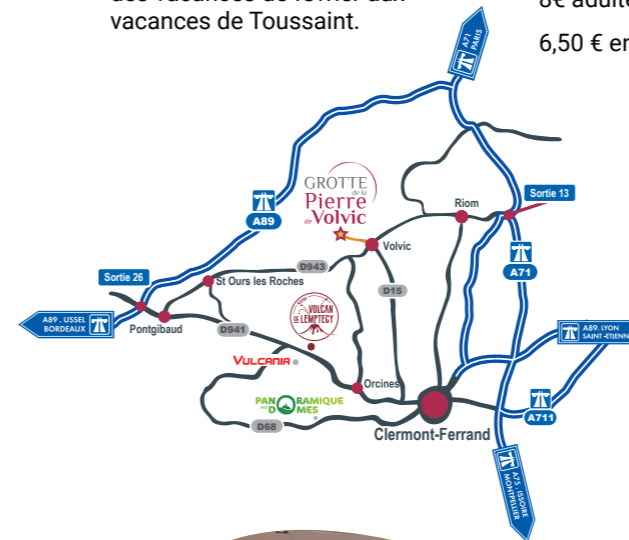 vacances de Toussaint.
8€
6,50 €
A71
PARIS
GROTTE
de la
Pierre
de Volvic
Riom
Sortie 13
A89
Volvic
A71
Sortie 26
D943
St Ours les Roches
D15
A89 . USSEL
BORDEAUX
Pontgibaud
D941
VOLCAN
DE LEMPTEGY
A89. LYON
SAINT-ETIENNE
VULCANIA
Orcines
PANORAMIQUE
DES DÔMES
A711
D68
Clermont-Ferrand
A75 . ISSOIRE
MONTPELLIER